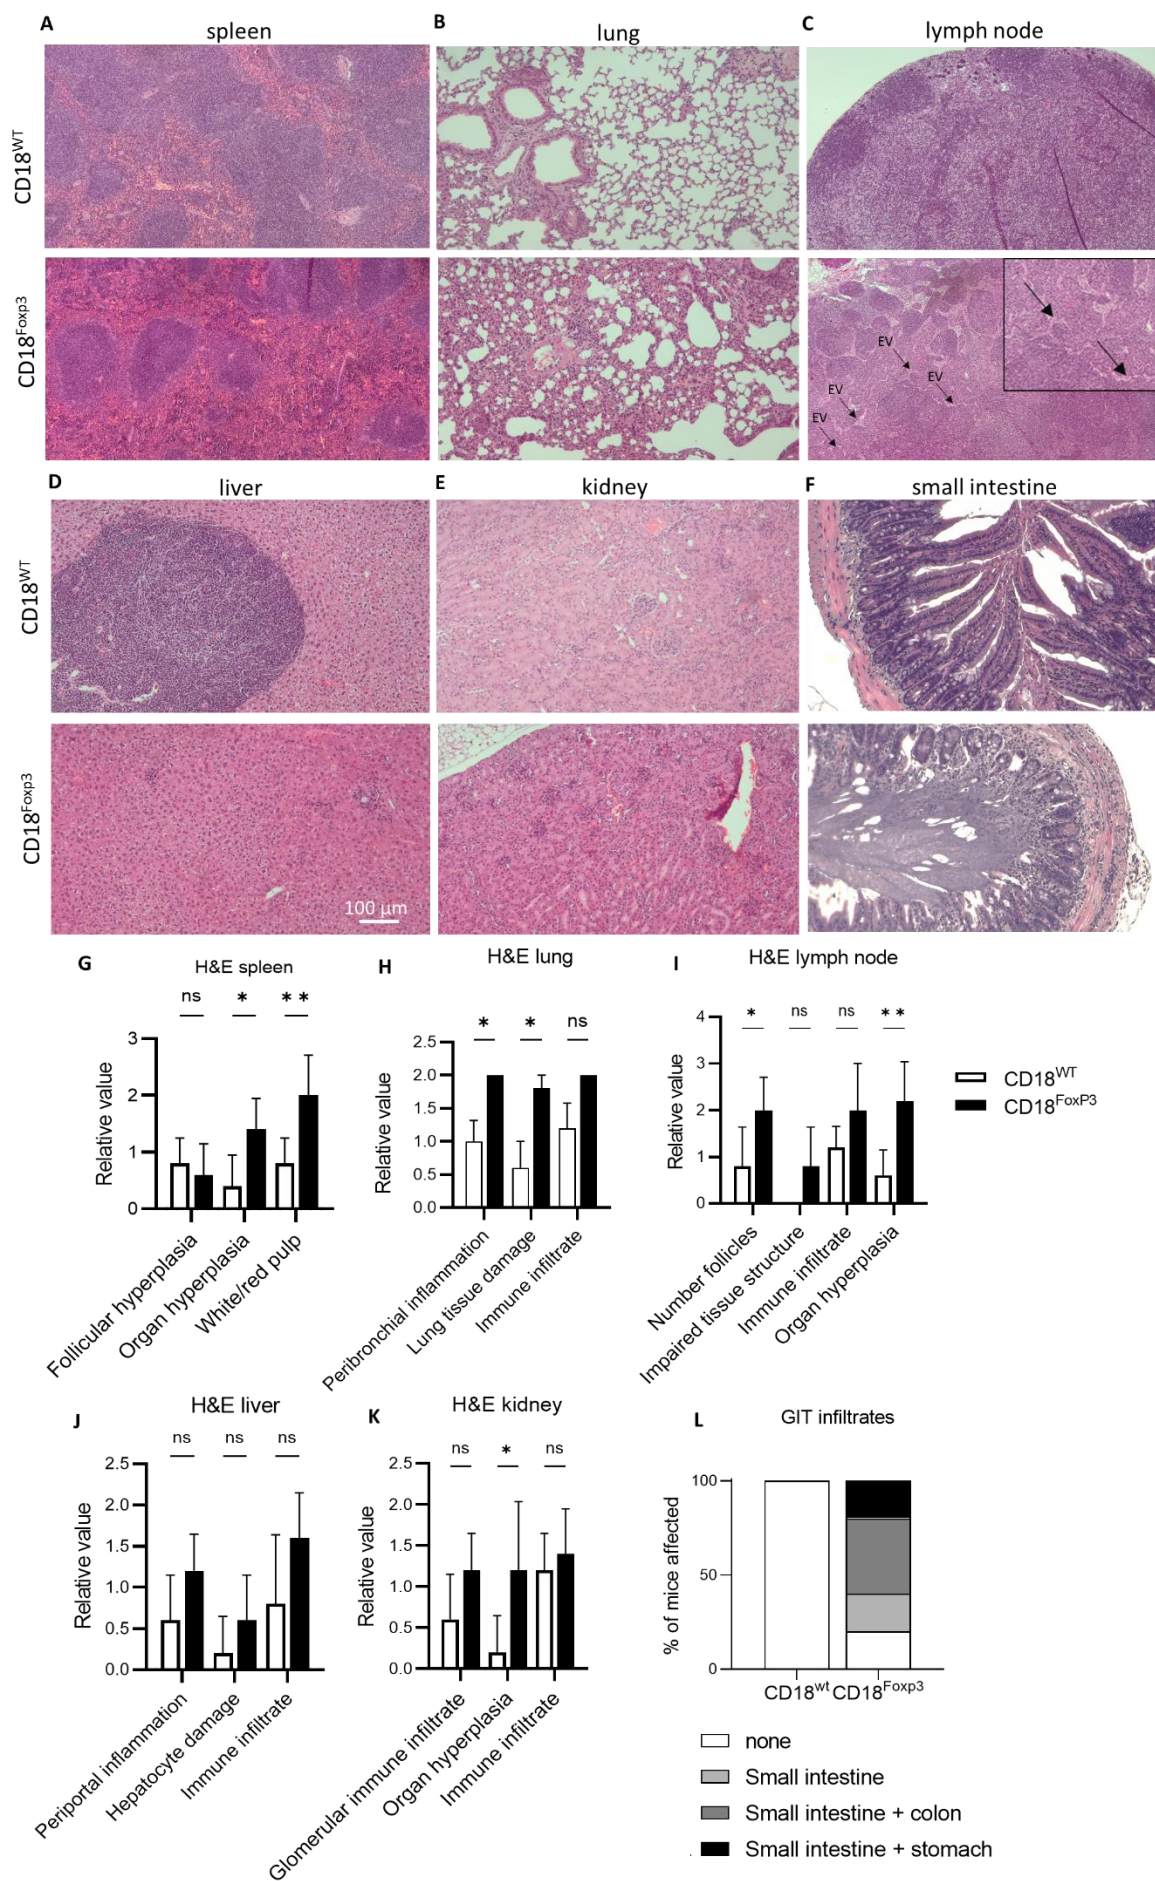 A
spleen
B
lung
C
lymph node
CD18WT
CD18Foxp3
EV
EV
EV
EV
D
liver
E
kidney
F
small intestine
CD18WT
CD18Foxp3
100 µm
G
H&E spleen
ns
*
**
Relative value
3
2
1
0
Follicular hyperplasia
Organ hyperplasia
White/red pulp
H
H&E lung
*
*
ns
Relative value
2.5
2.0
1.5
1.0
0.5
0.0
Peribronchial inflammation
Lung tissue damage
Immune infiltrate
I
H&E lymph node
*
ns
ns
**
Relative value
4
3
2
1
0
Number follicles
Impaired tissue structure
Immune infiltrate
Organ hyperplasia
CD18WT
CD18FoxP3
J
H&E liver
ns
ns
ns
Relative value
2.5
2.0
1.5
1.0
0.5
0.0
Periportal inflammation
Hepatocyte damage
Immune infiltrate
K
H&E kidney
ns
*
ns
Relative value
2.5
2.0
1.5
1.0
0.5
0.0
Glomerular immune infiltrate
Organ hyperplasia
Immune infiltrate
L
GIT infiltrates
% of mice affected
100
50
0
CD18wt CD18Foxp3
none
Small intestine
Small intestine + colon
Small intestine + stomach